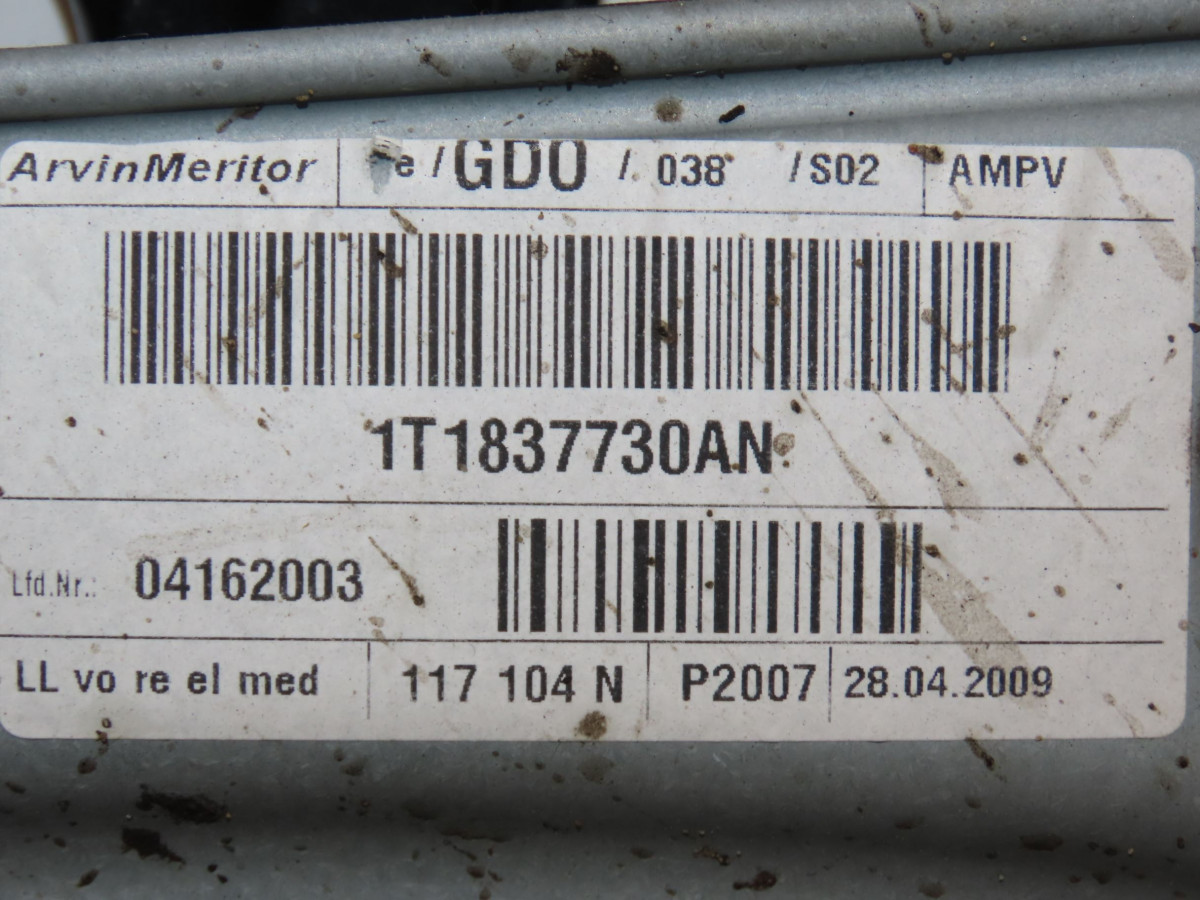 ArvinMeritor e / GDO / 038 / S02 AMPV
1T1837730AN
Lfd.Nr.: 04162003
LL vo re el med 117 104 N P2007 28.04.2009